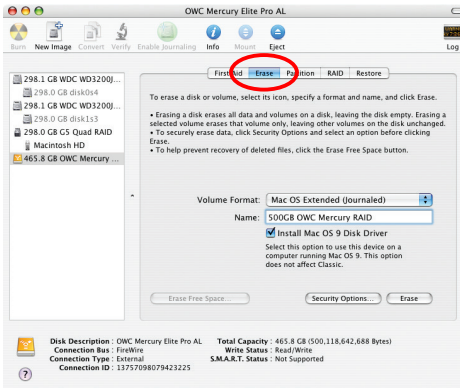 OWC Mercury Elite Pro AL
Burn New Image Convert Verify Enable Journaling Info Mount Eject Log
298.1 GB WDC WD3200J...
298.0 GB disk0s4
298.1 GB WDC WD3200J...
298.0 GB disk1s3
298.0 GB G5 Quad RAID
Macintosh HD
465.8 GB OWC Mercury ...
First Aid Erase Partition RAID Restore
To erase a disk or volume, select its icon, specify a format and name, and click Erase.
• Erasing a disk erases all data and volumes on a disk, leaving the disk empty. Erasing a
selected volume erases that volume only, leaving other volumes on the disk unchanged.
• To securely erase data, click Security Options and select an option before clicking
Erase.
• To help prevent recovery of deleted files, click the Erase Free Space button.
Volume Format: Mac OS Extended (Journaled)
Name: 500GB OWC Mercury RAID
Install Mac OS 9 Disk Driver
Select this option to use this device on a
computer running Mac OS 9. This option
does not affect Classic.
Erase Free Space... Security Options... Erase
Disk Description : OWC Mercury Elite Pro AL Total Capacity : 465.8 GB (500,118,642,688 Bytes)
Connection Bus : FireWire Write Status : Read/Write
Connection Type : External S.M.A.R.T. Status : Not Supported
Connection ID : 13757098079423225
?